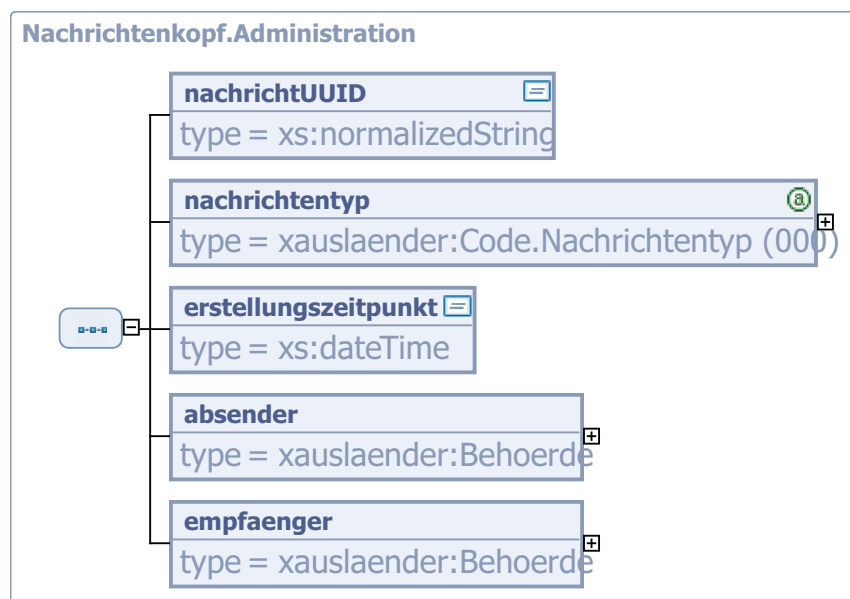 Nachrichtenkopf.Administration
nachrichtUUID
type = xs:normalizedString
nachrichtentyp
type = xauslaender:Code.Nachrichtentyp (000)
erstellungszeitpunkt
type = xs:dateTime
absender
type = xauslaender:Behoerde
empfaenger
type = xauslaender:Behoerde